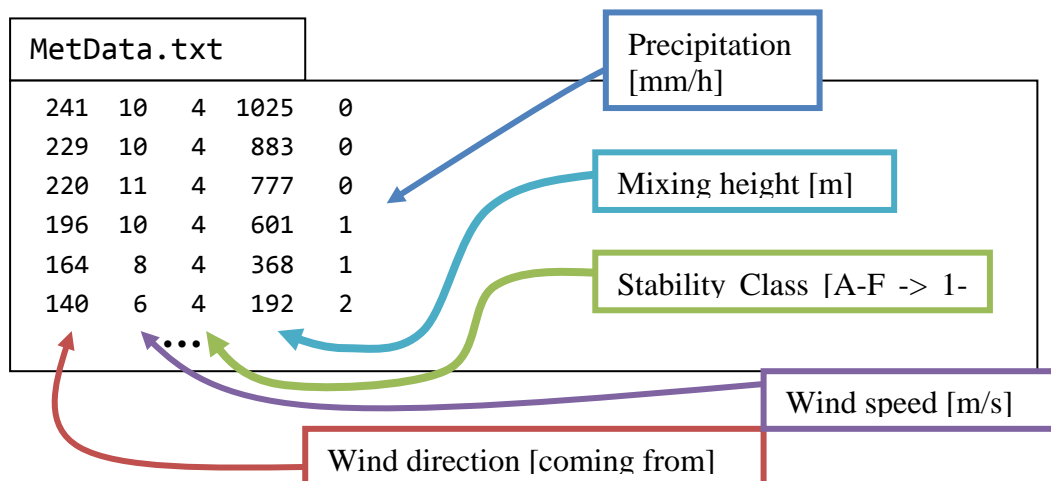 MetData.txt
Precipitation
[mm/h]
241 10 4 1025 0
229 10 4 883 0
220 11 4 777 0
196 10 4 601 1
164 8 4 368 1
140 6 4 192 2
...
Mixing height [m]
Stability Class [A-F -> 1-
Wind speed [m/s]
Wind direction [coming from]